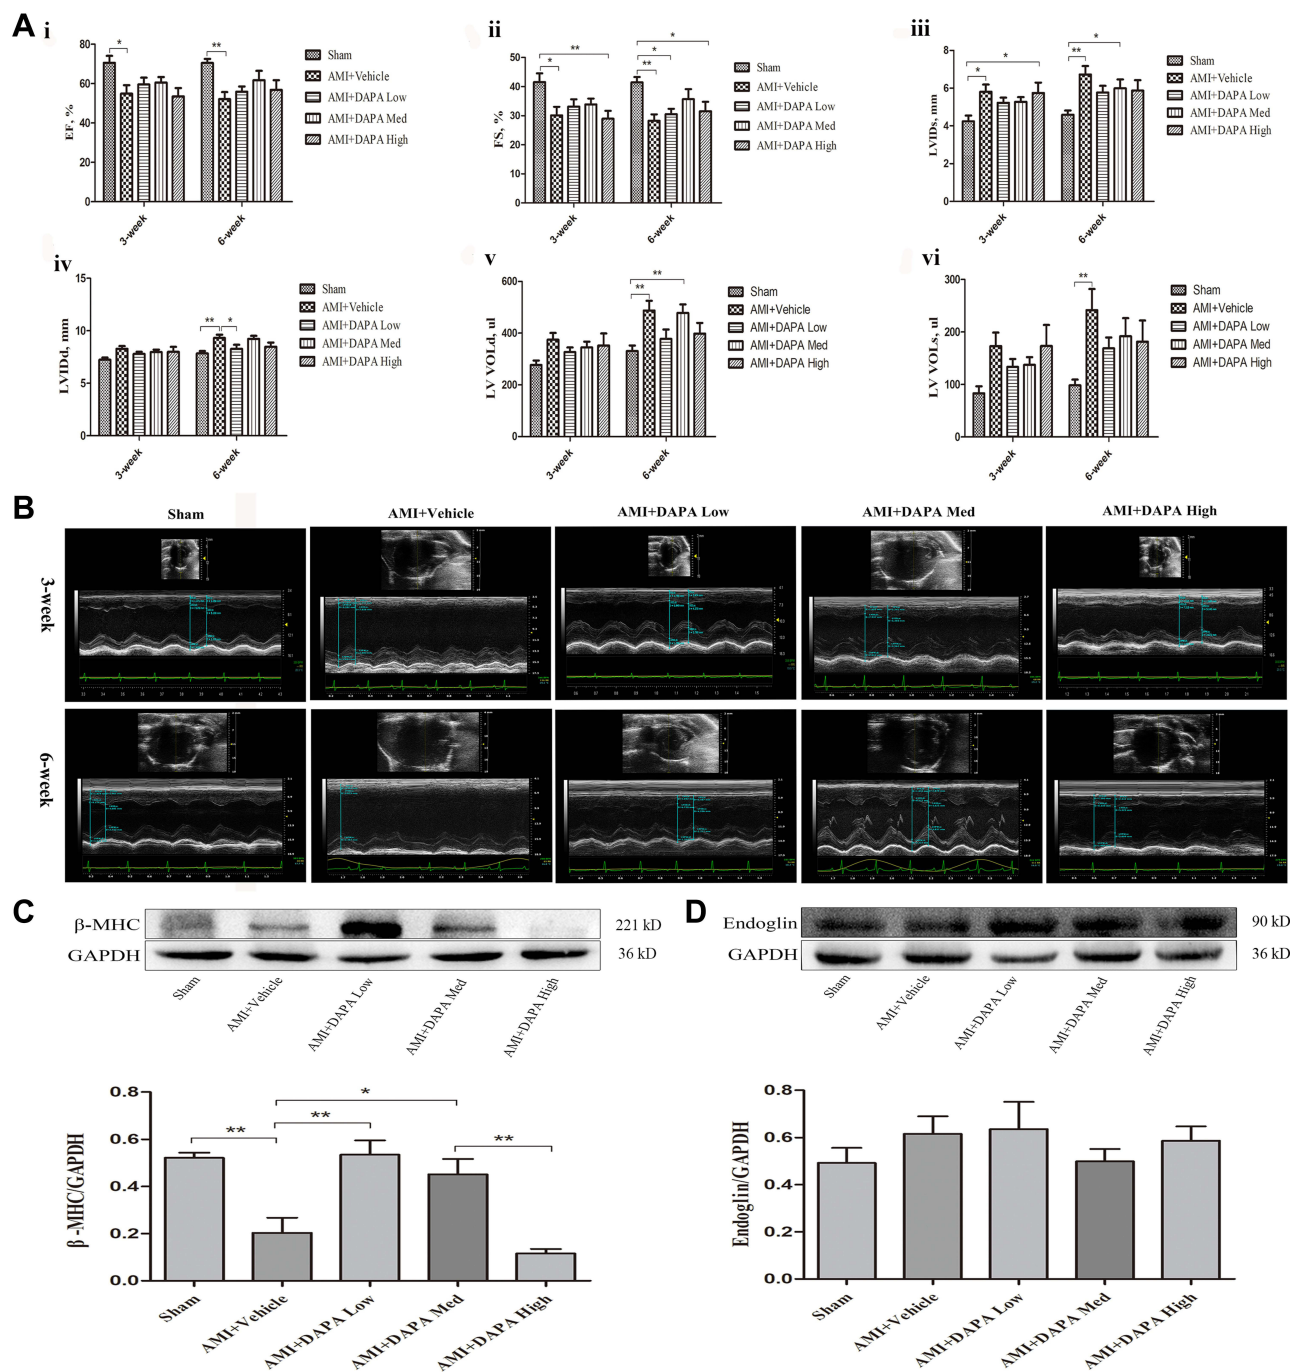 A
i
EF, %
80
60
40
20
0
*
**
3-week
6-week
Sham
AMI+Vehicle
AMI+DAPA Low
AMI+DAPA Med
AMI+DAPA High
ii
FS, %
50
40
30
20
10
0
*
**
**
*
*
3-week
6-week
Sham
AMI+Vehicle
AMI+DAPA Low
AMI+DAPA Med
AMI+DAPA High
iii
LVIDs, mm
8
6
4
2
0
*
*
**
*
3-week
6-week
Sham
AMI+Vehicle
AMI+DAPA Low
AMI+DAPA Med
AMI+DAPA High
iv
LVIDd, mm
15
10
5
0
**
*
3-week
6-week
Sham
AMI+Vehicle
AMI+DAPA Low
AMI+DAPA Med
AMI+DAPA High
v
LV VOLd, ul
600
400
200
0
**
**
3-week
6-week
Sham
AMI+Vehicle
AMI+DAPA Low
AMI+DAPA Med
AMI+DAPA High
vi
LV VOLs, ul
300
200
100
0
**
3-week
6-week
Sham
AMI+Vehicle
AMI+DAPA Low
AMI+DAPA Med
AMI+DAPA High
B
Sham
AMI+Vehicle
AMI+DAPA Low
AMI+DAPA Med
AMI+DAPA High
3-week
6-week
C
β-MHC
221 kD
GAPDH
36 kD
Sham
AMI+Vehicle
AMI+DAPA Low
AMI+DAPA Med
AMI+DAPA High
β -MHC/GAPDH
0.8
0.6
0.4
0.2
0.0
**
**
*
**
Sham
AMI+Vehicle
AMI+DAPA Low
AMI+DAPA Med
AMI+DAPA High
D
Endoglin
90 kD
GAPDH
36 kD
Sham
AMI+Vehicle
AMI+DAPA Low
AMI+DAPA Med
AMI+DAPA High
Endoglin/GAPDH
0.8
0.6
0.4
0.2
0.0
Sham
AMI+Vehicle
AMI+DAPA Low
AMI+DAPA Med
AMI+DAPA High